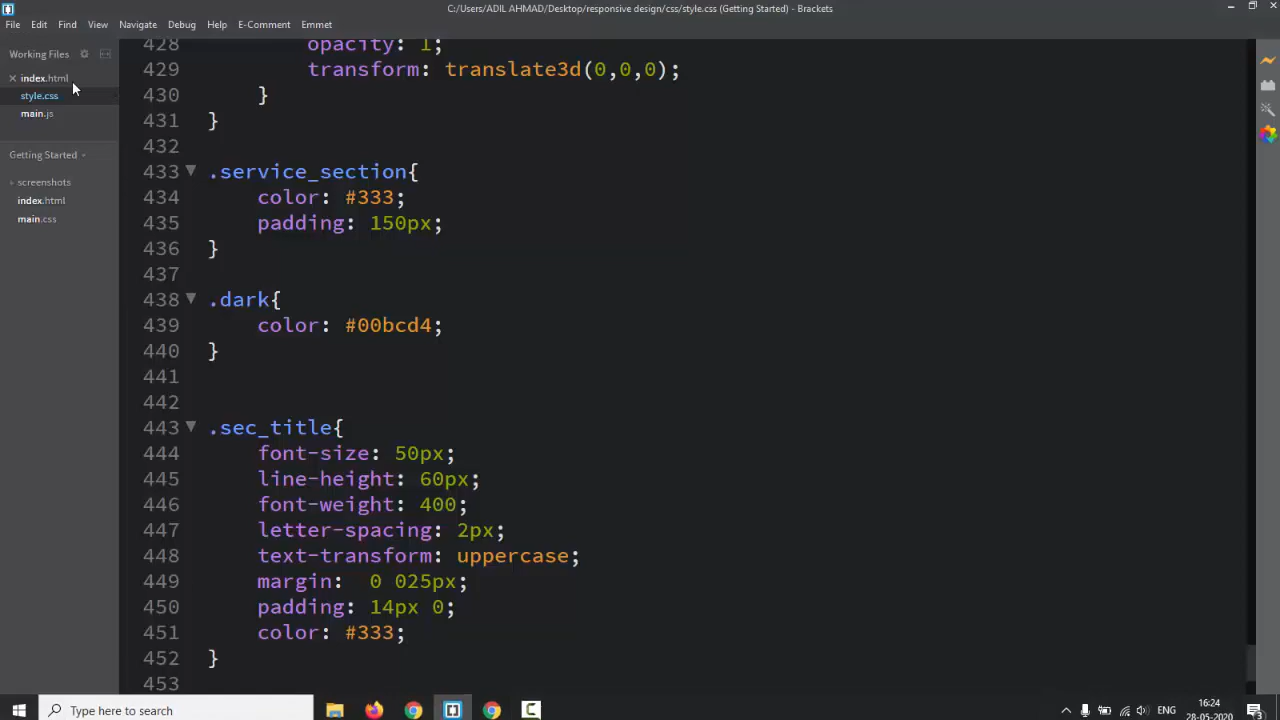 C:/Users/ADIL AHMAD/Desktop/responsive design/css/style.css (Getting Started) - Brackets
File Edit Find View Navigate Debug Help E-Commerce Emmet
Working Files
index.html
style.css
main.js
Getting Started
screenshots
index.html
main.css
428 opacity: 1;
429 transform: translate3d(0,0,0);
430 }
431 }
432
433 .service_section{
434 color: #333;
435 padding: 150px;
436 }
437
438 .dark{
439 color: #00bcd4;
440 }
441
442
443 .sec_title{
444 font-size: 50px;
445 line-height: 60px;
446 font-weight: 400;
447 letter-spacing: 2px;
448 text-transform: uppercase;
449 margin:  0 025px;
450 padding: 14px 0;
451 color: #333;
452 }
453
Type here to search
ENG
16:24
28-05-2020
3